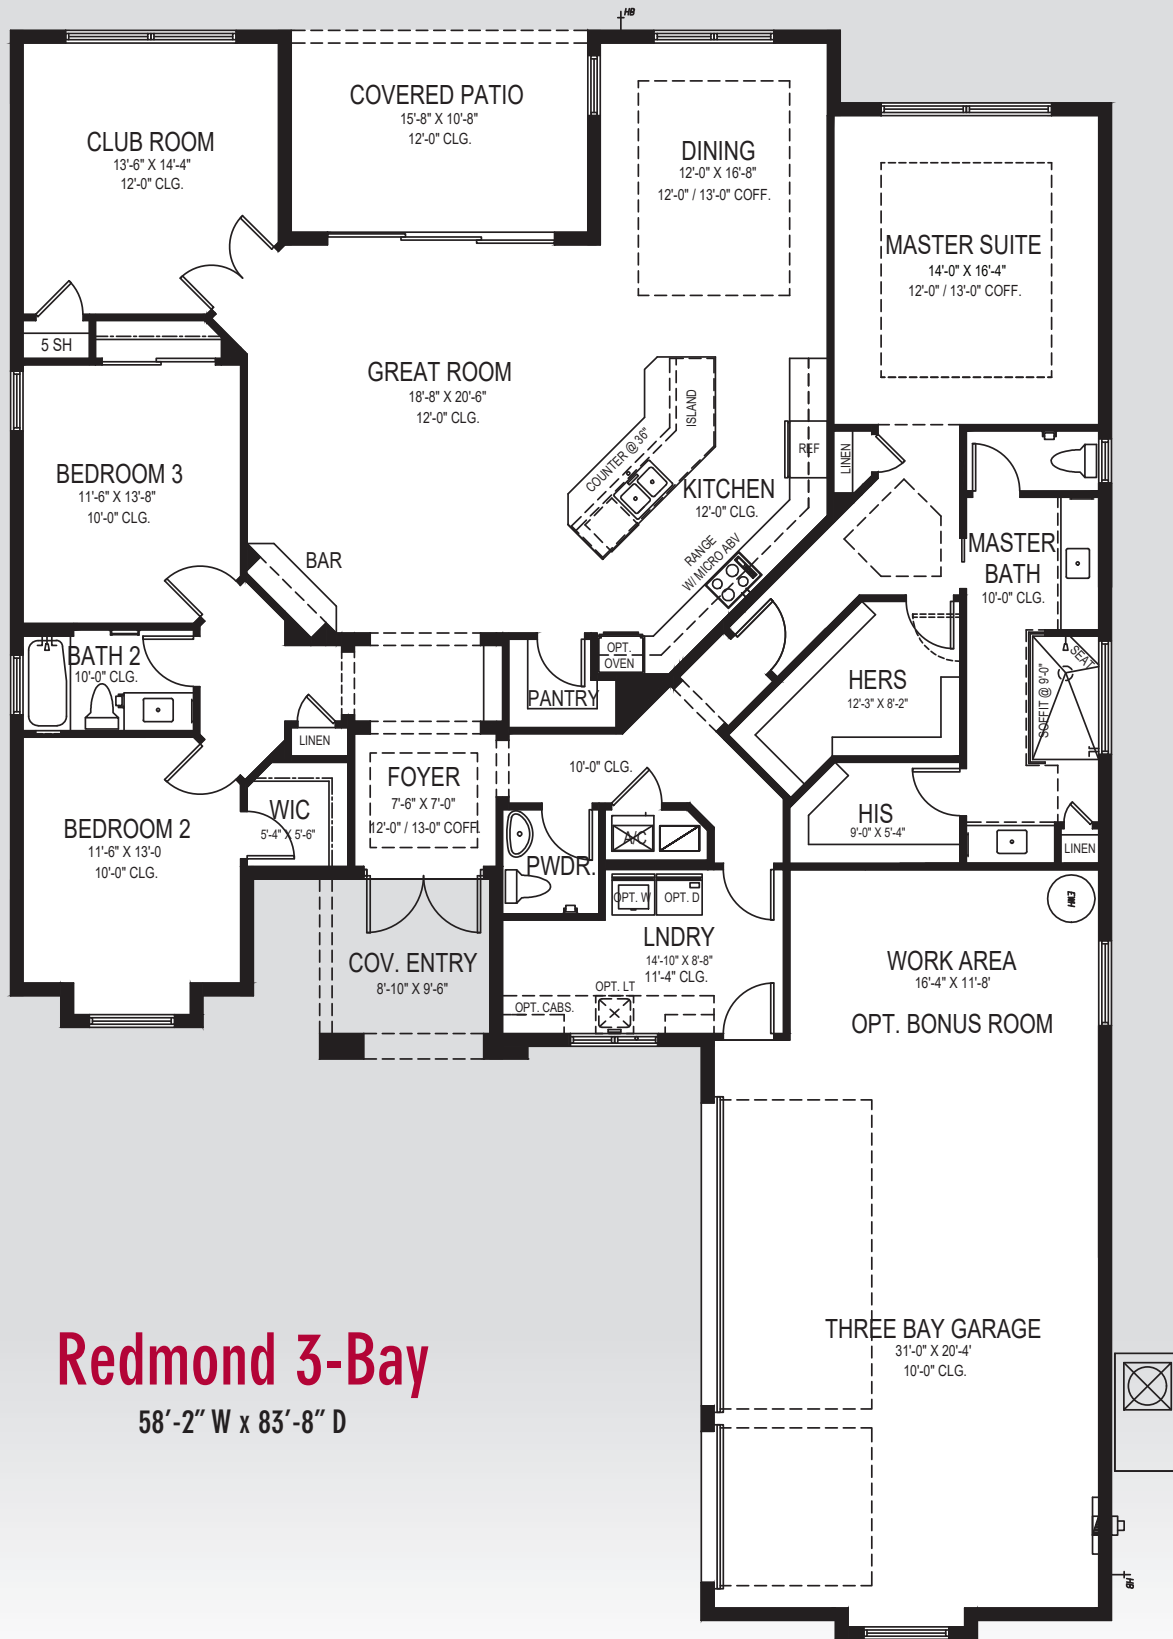 HB
CLUB ROOM
13'-6" X 14'-4"
12'-0" CLG.
COVERED PATIO
15'-8" X 10'-8"
12'-0" CLG.
DINING
12'-0" X 16'-8"
12'-0" / 13'-0" COFF.
MASTER SUITE
14'-0" X 16'-4"
12'-0" / 13'-0" COFF.
5 SH
GREAT ROOM
18'-8" X 20'-6"
12'-0" CLG.
ISLAND
COUNTER @ 36"
REF
LINEN
KITCHEN
12'-0" CLG.
RANGE
W/ MICRO ABV
BEDROOM 3
11'-6" X 13'-8"
10'-0" CLG.
BAR
MASTER
BATH
10'-0" CLG.
BATH 2
10'-0" CLG.
OPT.
OVEN
PANTRY
HERS
12'-3" X 8'-2"
SEAT
SOFFIT @ 9'-0"
LINEN
FOYER
7'-6" X 7'-0"
12'-0" / 13-0" COFF.
10'-0" CLG.
WIC
5'-4" X 5'-6"
BEDROOM 2
11'-6" X 13'-0
10'-0" CLG.
A/C
PWDR.
HIS
9'-0" X 5'-4"
LINEN
OPT. W
OPT. D
EWH
COV. ENTRY
8'-10" X 9'-6"
LNDRY
14'-10" X 8'-8"
11'-4" CLG.
OPT. LT
OPT. CABS.
WORK AREA
16'-4" X 11'-8'
OPT. BONUS ROOM
THREE BAY GARAGE
31'-0" X 20'-4'
10'-0" CLG.
Redmond 3-Bay
58'-2" W x 83'-8" D
HB